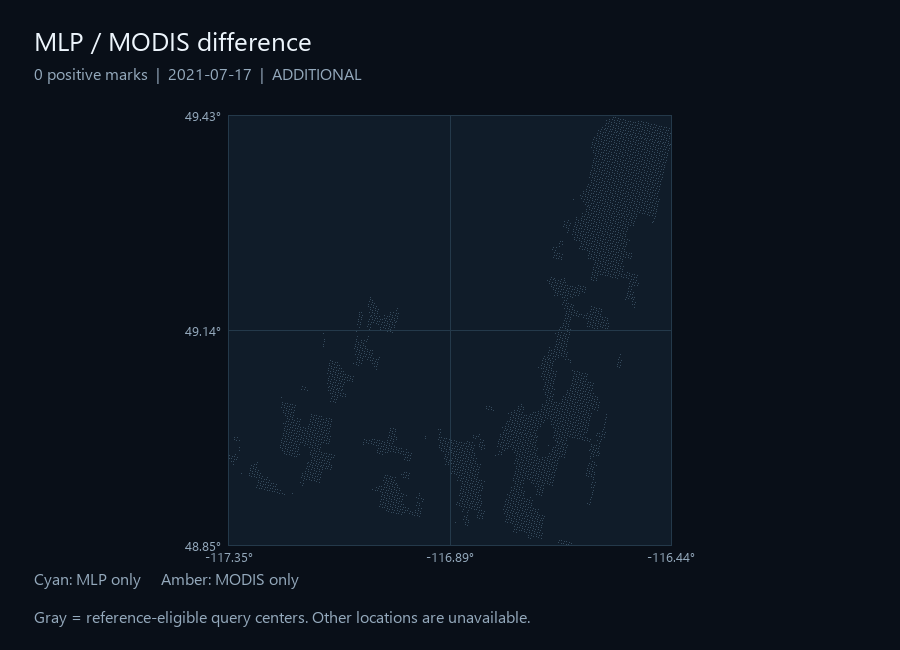 MLP / MODIS difference
0 positive marks | 2021-07-17 | ADDITIONAL
49.43°
49.14°
48.85°
-117.35° -116.89° -116.44°
Cyan: MLP only Amber: MODIS only
Gray = reference-eligible query centers. Other locations are unavailable.